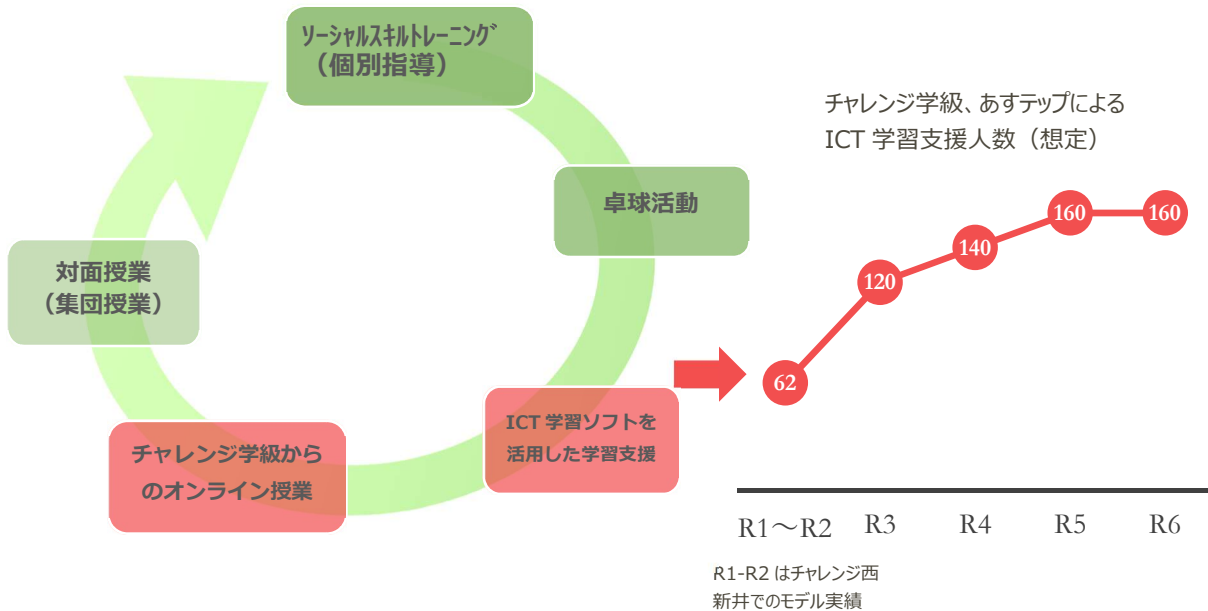 ソーシャルスキルトレーニング
（個別指導）
卓球活動
ICT 学習ソフトを
活用した学習支援
チャレンジ学級から
のオンライン授業
対面授業
（集団授業）
チャレンジ学級、あすテップによる
ICT 学習支援人数（想定）
62
120
140
160
160
R1～R2
R3
R4
R5
R6
R1-R2 はチャレンジ西
新井でのモデル実績